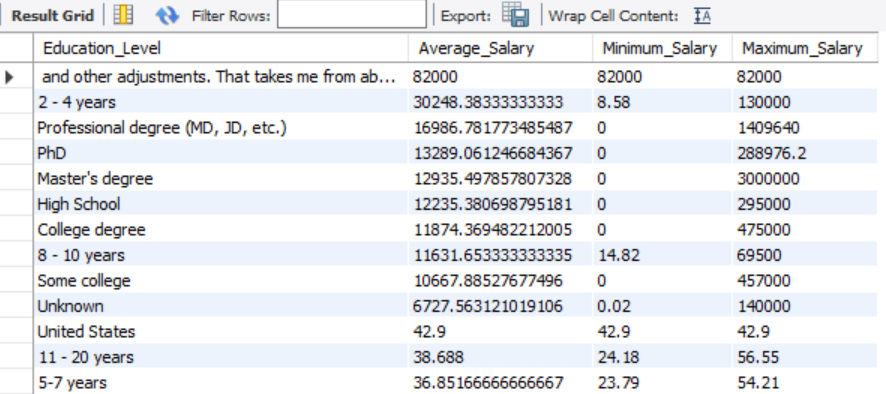 Result Grid Filter Rows: Export: Wrap Cell Content: IA
Education_Level Average_Salary Minimum_Salary Maximum_Salary
and other adjustments. That takes me from ab... 82000 82000 82000
2 - 4 years 30248.38333333333 8.58 130000
Professional degree (MD, JD, etc.) 16986.781773485487 0 1409640
PhD 13289.061246684367 0 288976.2
Master's degree 12935.497857807328 0 3000000
High School 12235.380698795181 0 295000
College degree 11874.369482212005 0 475000
8 - 10 years 11631.653333333335 14.82 69500
Some college 10667.88527677496 0 457000
Unknown 6727.563121019106 0.02 140000
United States 42.9 42.9 42.9
11 - 20 years 38.688 24.18 56.55
5-7 years 36.85166666666667 23.79 54.21